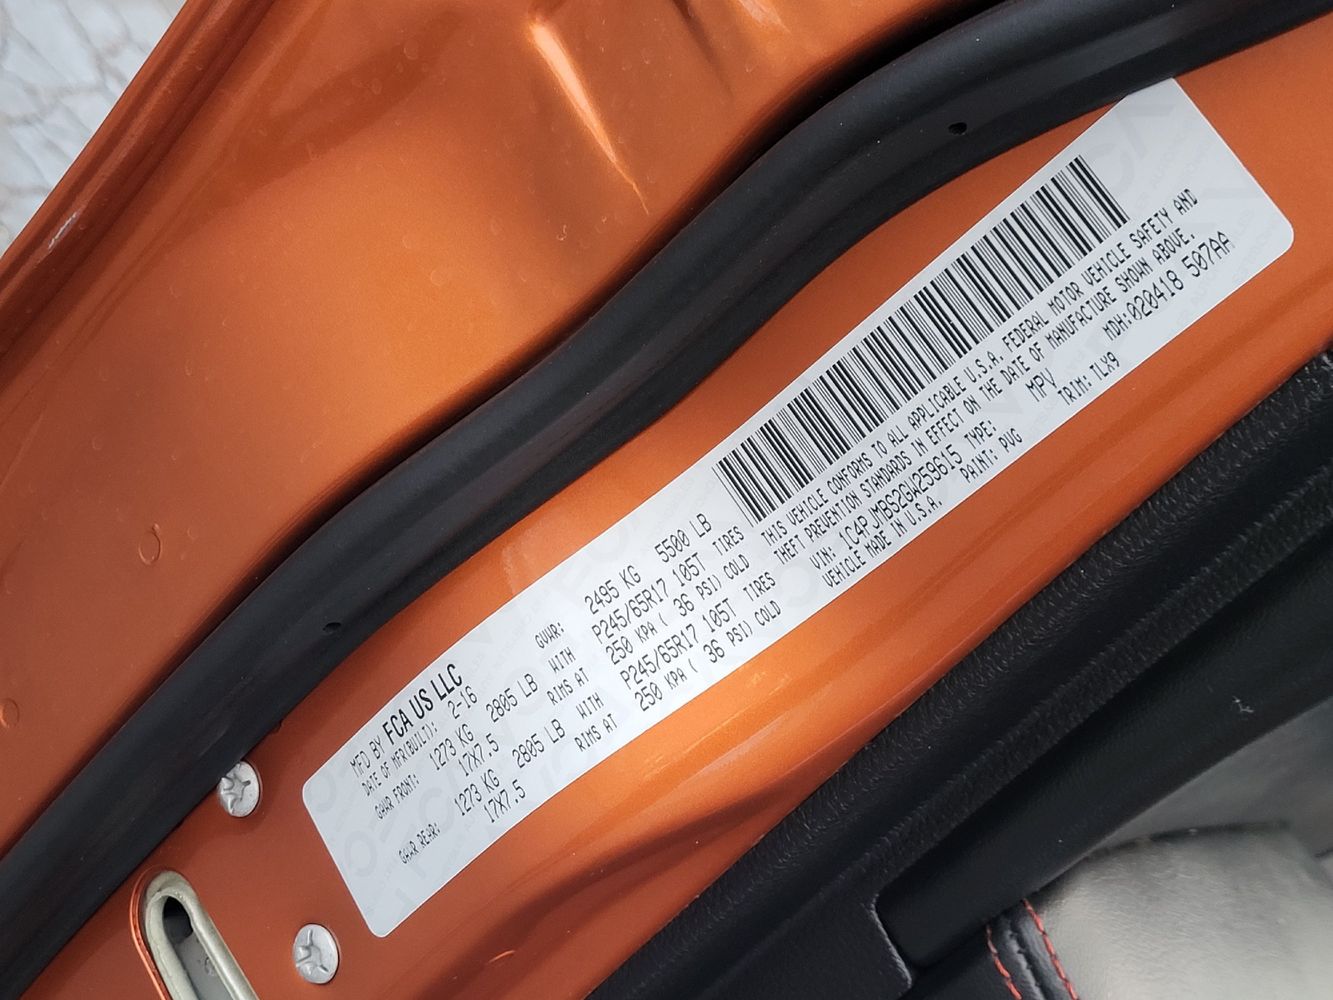 MFD BY FCA US LLC
DATE OF MFR(BUILT): 2-16 GVWR: 2495 KG 5500 LB
GAWR FRONT: 1273 KG 2805 LB WITH P245/65R17 105T TIRES
17X7.5 RIMS AT 250 KPA ( 36 PSI) COLD
GAWR REAR: 1273 KG 2805 LB WITH P245/65R17 105T TIRES
17X7.5 RIMS AT 250 KPA ( 36 PSI) COLD
THIS VEHICLE CONFORMS TO ALL APPLICABLE U.S.A. FEDERAL MOTOR VEHICLE SAFETY AND
THEFT PREVENTION STANDARDS IN EFFECT ON THE DATE OF MANUFACTURE SHOWN ABOVE.
VIN: 1C4PJMBS2GW259615 TYPE: MPV MDH:020418 507AA
VEHICLE MADE IN U.S.A. PAINT: PUG TRIM: TLX9